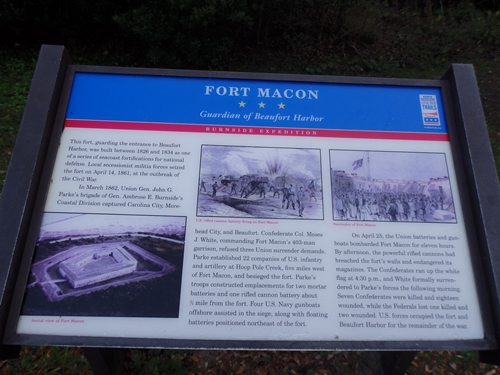 FORT MACON
Guardian of Beaufort Harbor
BURNSIDE EXPEDITION
TRAILS
This fort, guarding the entrance to Beaufort
Harbor, was built between 1826 and 1834 as one
of a series of seacoast fortifications for national
defense. Local secessionist militia forces seized
the fort on April 14, 1861, at the outbreak of
the Civil War.
In March 1862, Union Gen. John G.
Parke's brigade of Gen. Ambrose E. Burnside's
Coastal Division captured Carolina City, More-
Aerial view of Fort Macon
U.S. rifled cannon battery firing on Fort Macon
head City, and Beaufort. Confederate Col. Moses
J. White, commanding Fort Macon's 403-man
garrison, refused three Union surrender demands.
Parke established 22 companies of U.S. infantry
and artillery at Hoop Pole Creek, five miles west
of Fort Macon, and besieged the fort. Parke's
troops constructed emplacements for two mortar
batteries and one rifled cannon battery about
¾ mile from the fort. Four U.S. Navy gunboats
offshore assisted in the siege, along with floating
batteries positioned northeast of the fort.
Surrender of Fort Macon
On April 25, the Union batteries and gun-
boats bombarded Fort Macon for eleven hours.
By afternoon, the powerful rifled cannons had
breached the fort's walls and endangered its
magazines. The Confederates ran up the white
flag at 4:30 p.m., and White formally surren-
dered to Parke's forces the following morning.
Seven Confederates were killed and eighteen
wounded, while the Federals lost one killed and
two wounded. U.S. forces occupied the fort and
Beaufort Harbor for the remainder of the war.